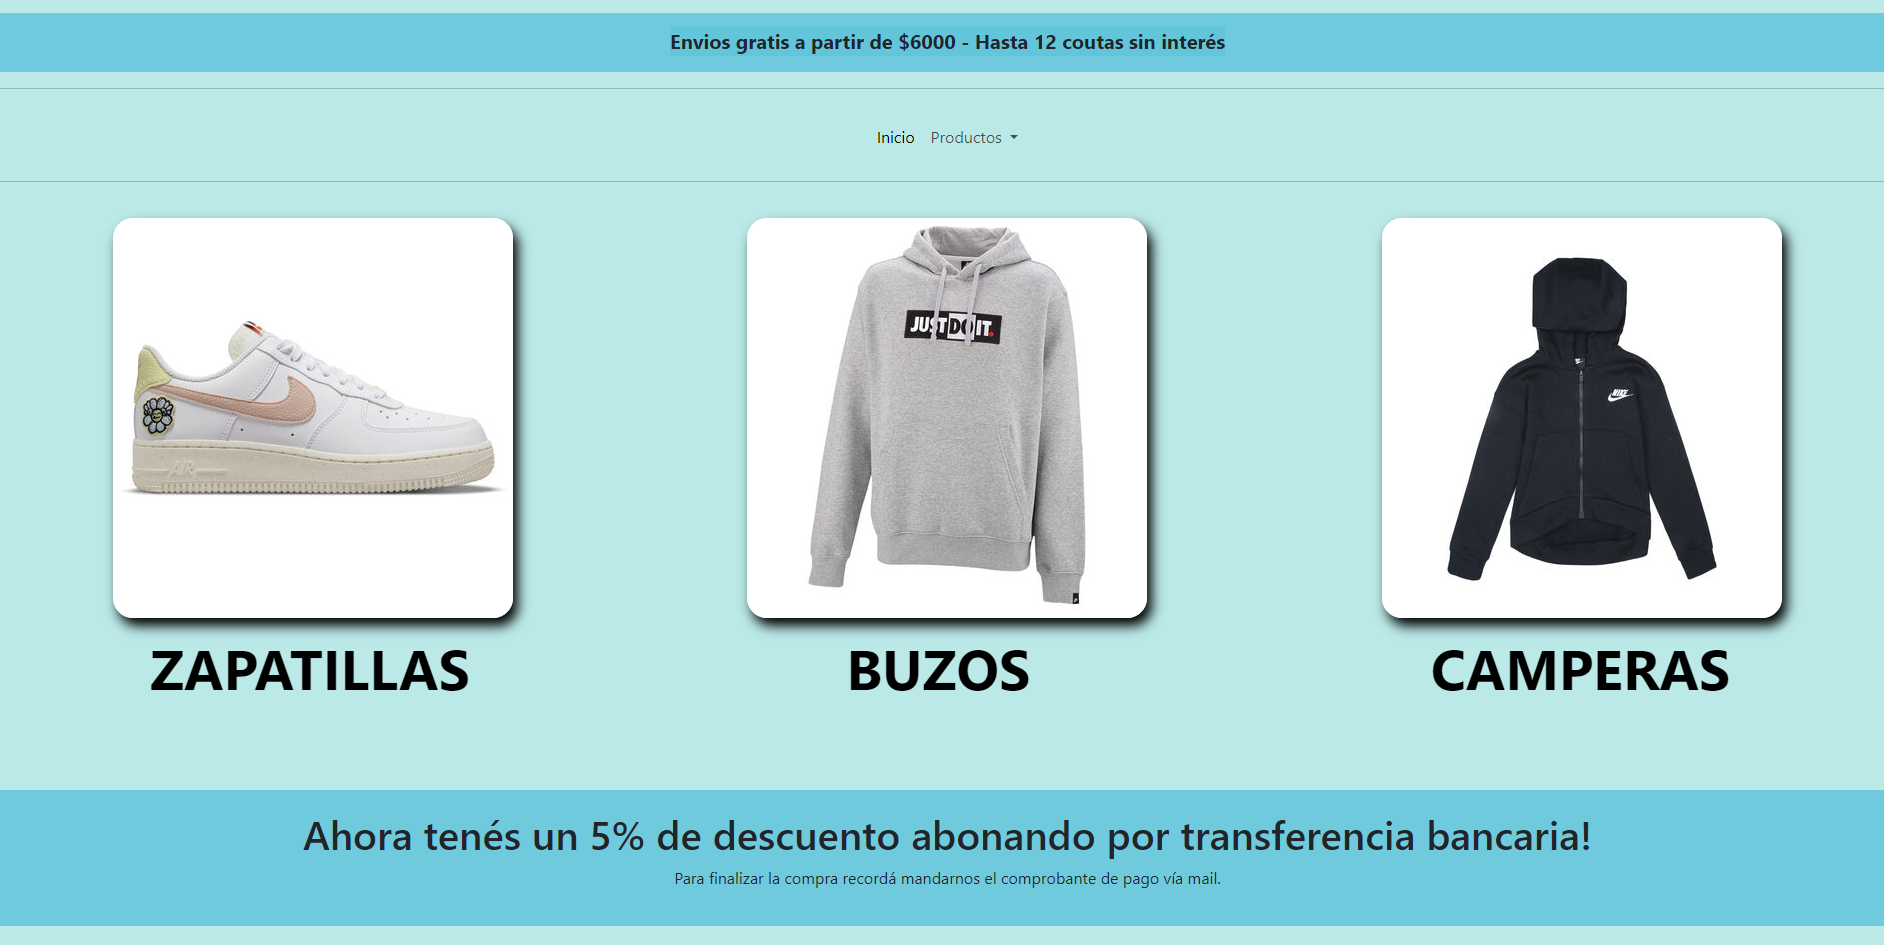 Envios gratis a partir de $6000 - Hasta 12 coutas sin interés
Inicio Productos
AIR
JUST DO IT.
NIKE
ZAPATILLAS
BUZOS
CAMPERAS
Ahora tenés un 5% de descuento abonando por transferencia bancaria!
Para finalizar la compra recordá mandarnos el comprobante de pago vía mail.